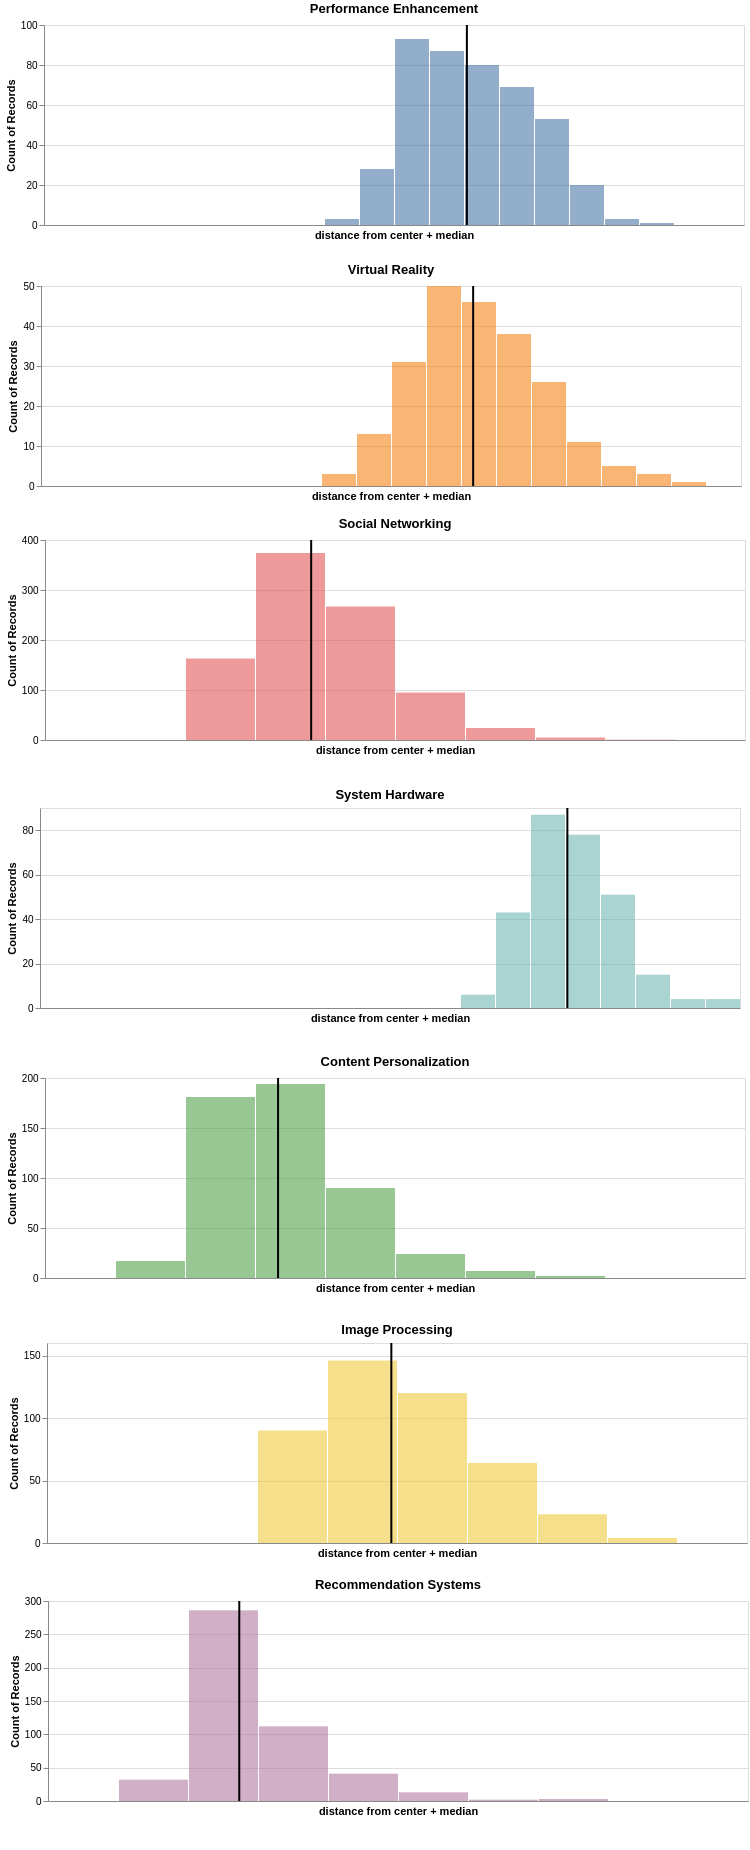 Performance Enhancement
100
80
60
40
20
0
Count of Records
distance from center + median
Virtual Reality
50
40
30
20
10
0
Count of Records
distance from center + median
Social Networking
400
300
200
100
0
Count of Records
distance from center + median
System Hardware
80
60
40
20
0
Count of Records
distance from center + median
Content Personalization
200
150
100
50
0
Count of Records
distance from center + median
Image Processing
150
100
50
0
Count of Records
distance from center + median
Recommendation Systems
300
250
200
150
100
50
0
Count of Records
distance from center + median